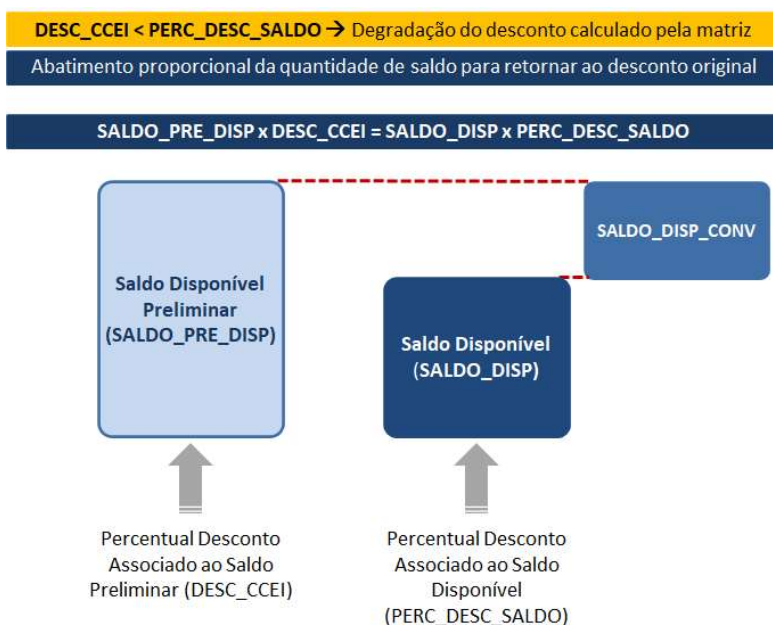 DESC_CCEI < PERC_DESC_SALDO → Degradação do desconto calculado pela matriz
Abatimento proporcional da quantidade de saldo para retornar ao desconto original
SALDO_PRE_DISP x DESC_CCEI = SALDO_DISP x PERC_DESC_SALDO
SALDO_DISP_CONV
Saldo Disponível
Preliminar
(SALDO_PRE_DISP)
Saldo Disponível
(SALDO_DISP)
Percentual Desconto
Associado ao Saldo
Preliminar (DESC_CCEI)
Percentual Desconto
Associado ao Saldo
Disponível
(PERC_DESC_SALDO)